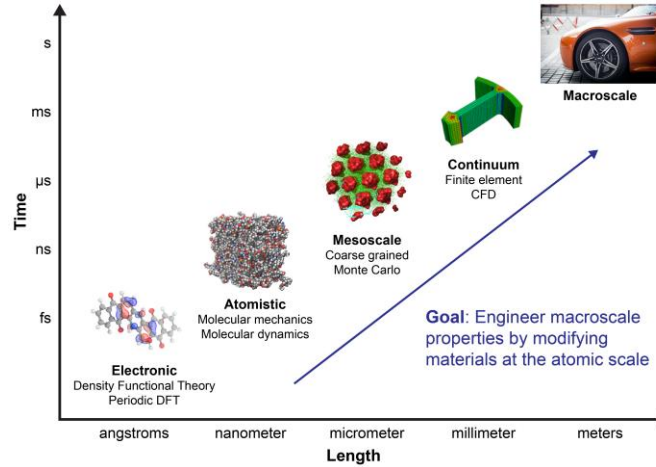 s
ms
μs
ns
fs
Time
Macroscale
Continuum
Finite element
CFD
Mesoscale
Coarse grained
Monte Carlo
Atomistic
Molecular mechanics
Molecular dynamics
Electronic
Density Functional Theory
Periodic DFT
Goal: Engineer macroscale
properties by modifying
materials at the atomic scale
angstroms nanometer micrometer millimeter meters
Length